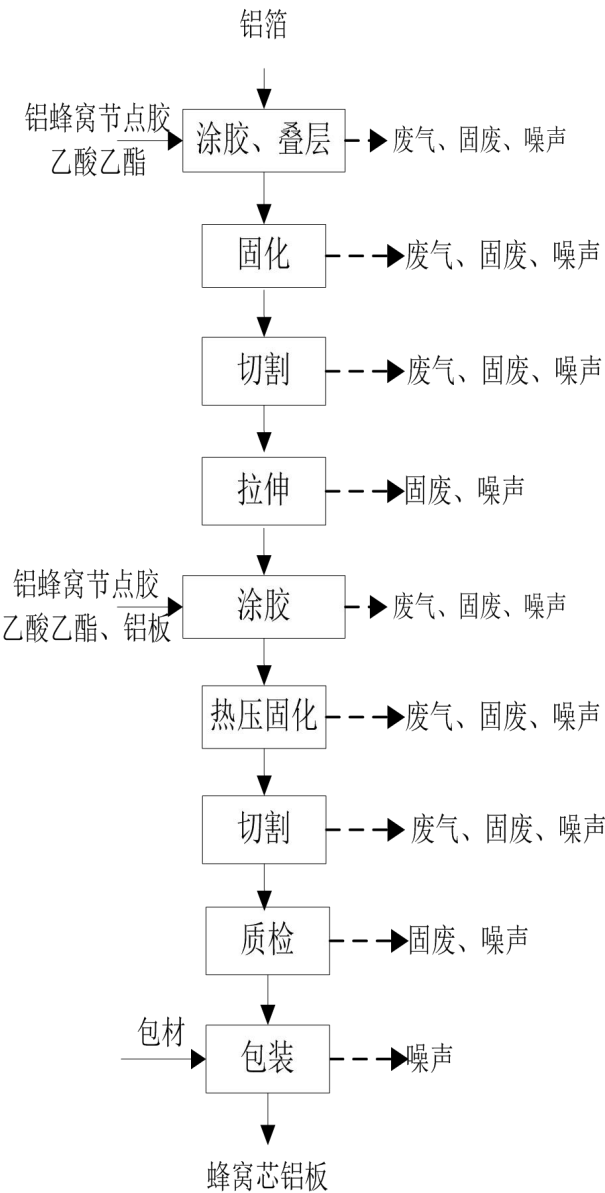 铝箔
铝蜂窝节点胶
乙酸乙酯
涂胶、叠层
废气、固废、噪声
固化
废气、固废、噪声
切割
废气、固废、噪声
拉伸
固废、噪声
铝蜂窝节点胶
乙酸乙酯、铝板
涂胶
废气、固废、噪声
热压固化
废气、固废、噪声
切割
废气、固废、噪声
质检
固废、噪声
包材
包装
噪声
蜂窝芯铝板